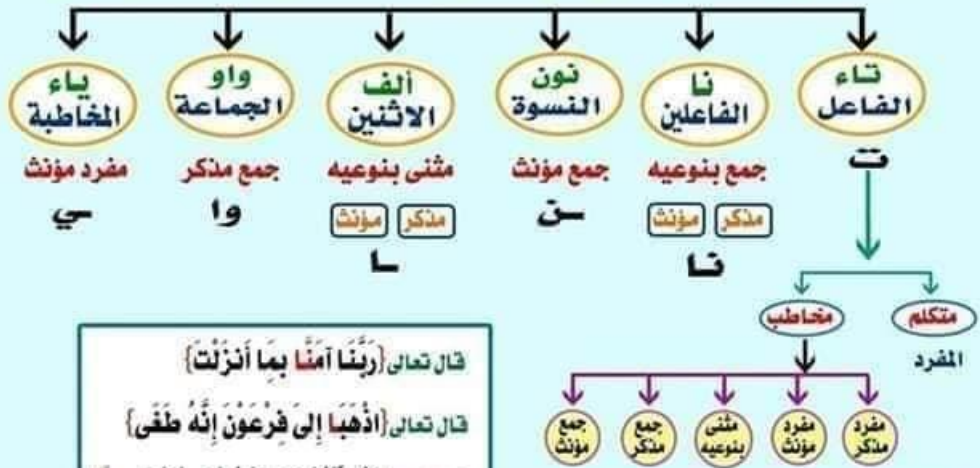 تاء الفاعل
ت
نا الفاعلين
جمع بنوعيه
مذكر مؤنث
نا
نون النسوة
جمع مؤنث
ـن
ألف الاثنين
مثنى بنوعيه
مذكر مؤنث
ـا
واو الجماعة
جمع مذكر
وا
ياء المخاطبة
مفرد مؤنث
ـي
متكلم
المفرد
مخاطب
مفرد مذكر
مفرد مؤنث
مثنى بنوعيه
جمع مذكر
جمع مؤنث
قال تعالى {رَبَّنَا آمَنَّا بِمَا أَنزَلْتَ}
قال تعالى {اذْهَبَا إِلَىٰ فِرْعَوْنَ إِنَّهُ طَغَى}